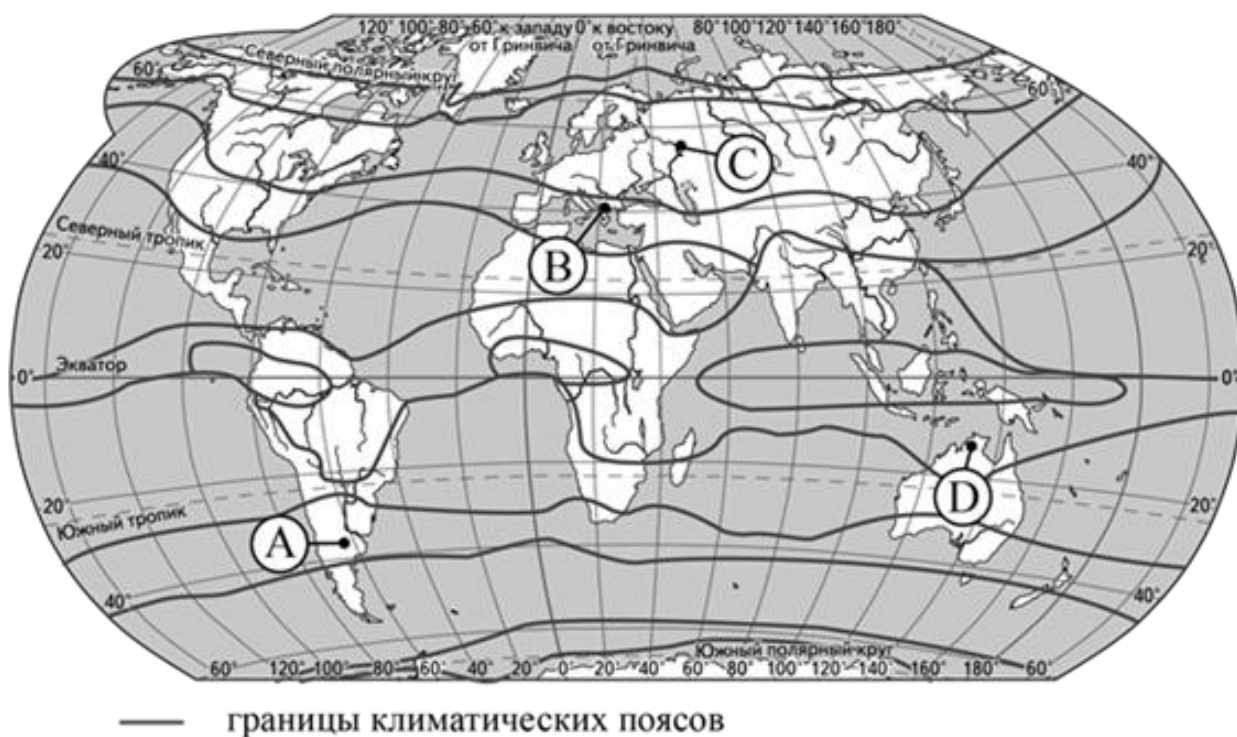 120° 100° 80° 60° к западу 0° к востоку 80° 100° 120° 140° 160° 180°
от Гринвича от Гринвича
Северный полярный круг
60° 60°
40° 40°
Северный тропик
20° 20°
Экватор
0° 0°
20° 20°
Южный тропик
40° 40°
Южный полярный круг
60° 120° 100° 80° 60° 40° 20° 0° 20° 40° 60° 80° 100° 120° 140° 180° 60°
A
B
C
D
границы климатических поясов